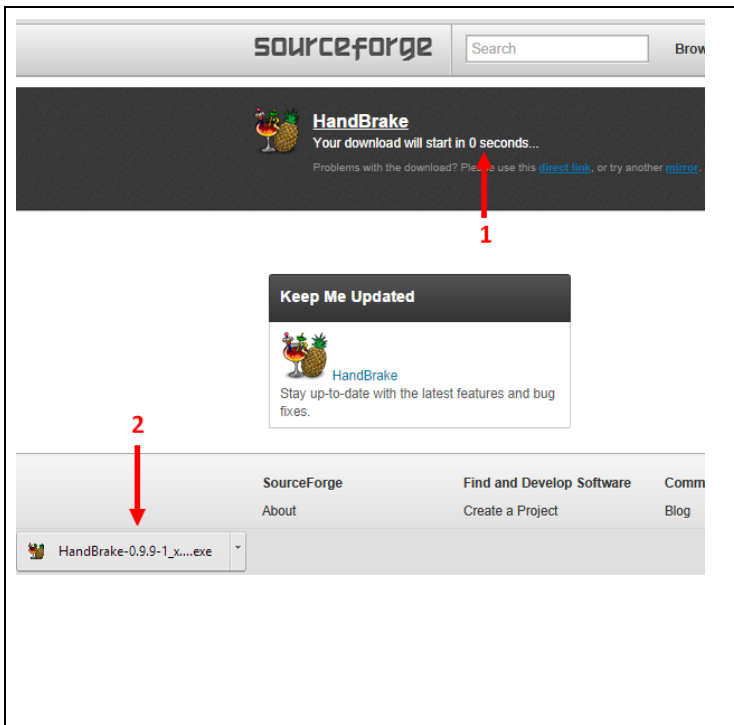 sourceforge
Search
Brow
HandBrake
Your download will start in 0 seconds...
Problems with the download? Please use this direct link, or try another mirror.
1
Keep Me Updated
HandBrake
Stay up-to-date with the latest features and bug
fixes.
2
SourceForge
Find and Develop Software
Comm
About
Create a Project
Blog
HandBrake-0.9.9-1_x....exe